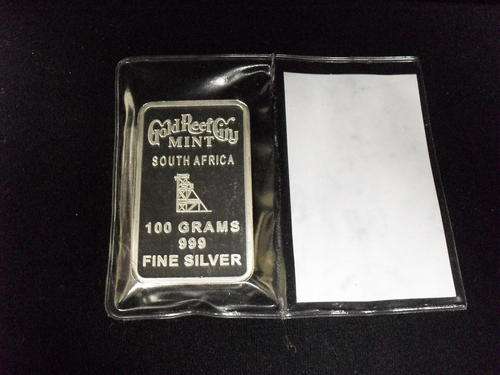 Gold Reef City
MINT
SOUTH AFRICA
100 GRAMS
999
FINE SILVER